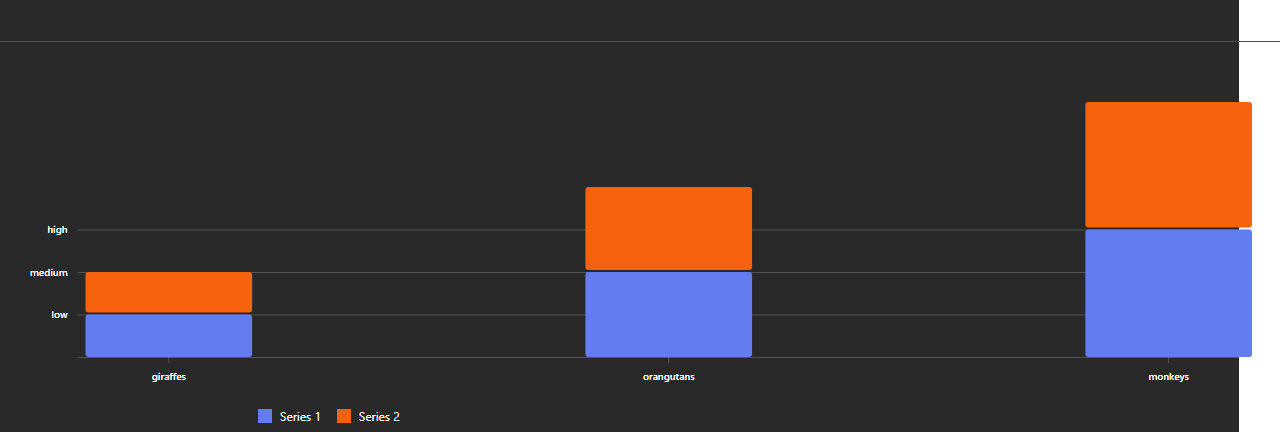 high
medium
low
giraffes orangutans monkeys
Series 1 Series 2